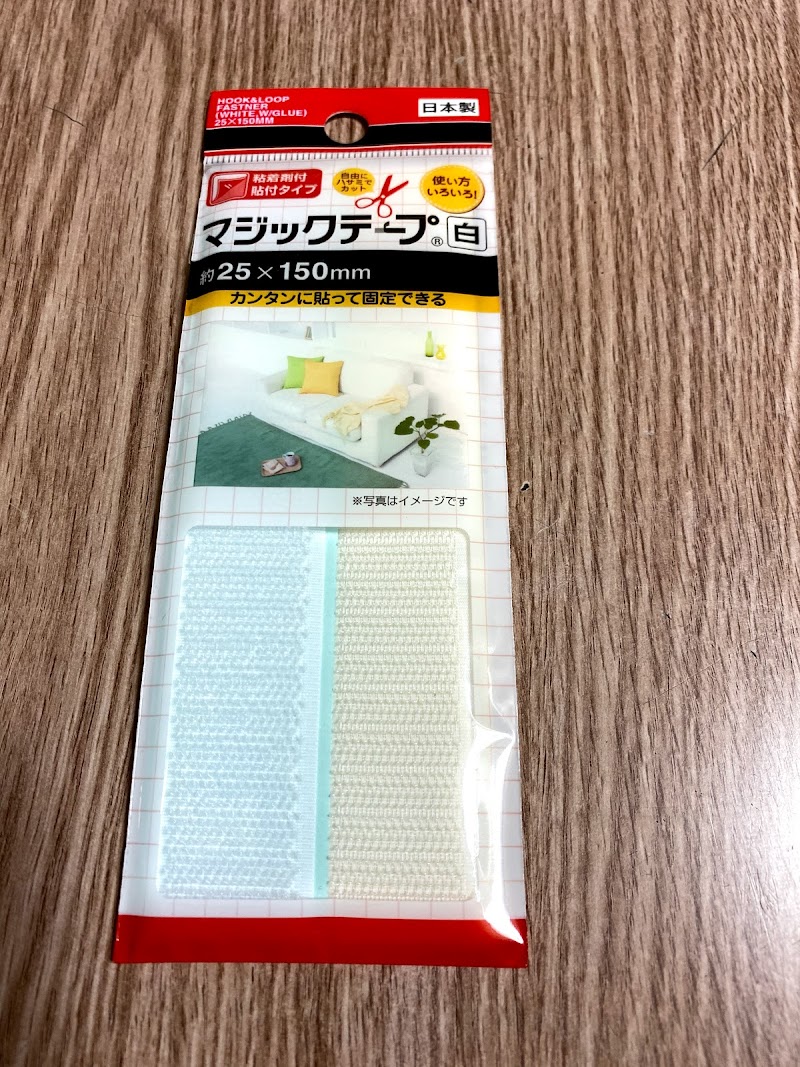 HOOK&LOOP
FASTNER
(WHITE,W/GLUE)
25×150MM
日本製
粘着剤付
貼付タイプ
自由に
ハサミで
カット
使い方
いろいろ!
マジックテープ® 白
約25×150mm
カンタンに貼って固定できる
※写真はイメージです